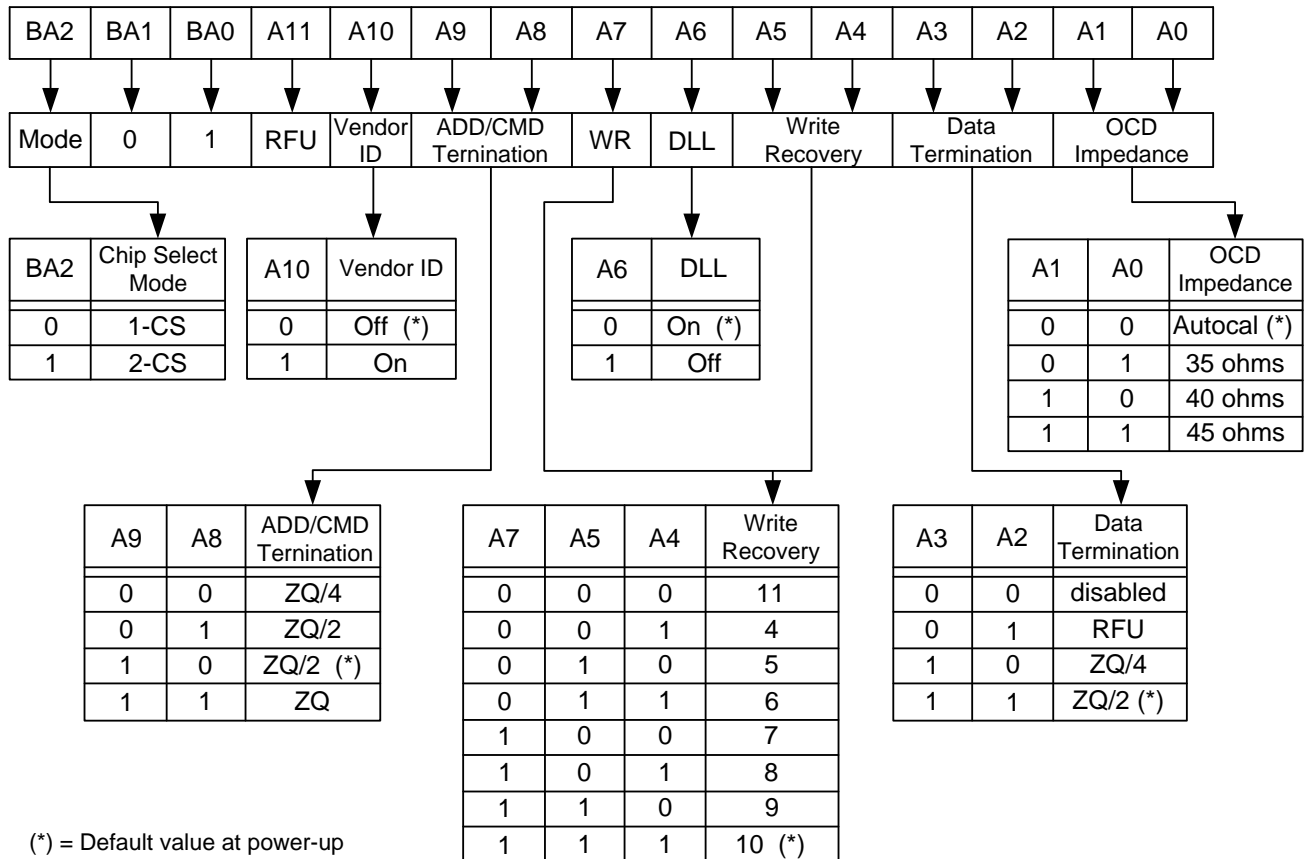 BA2 BA1 BA0 A11 A10 A9 A8 A7 A6 A5 A4 A3 A2 A1 A0
Mode 0 1 RFU Vendor ID ADD/CMD Ternination WR DLL Write Recovery Data Termination OCD Impedance
BA2 Chip Select Mode
0 1-CS
1 2-CS
A10 Vendor ID
0 Off (*)
1 On
A6 DLL
0 On (*)
1 Off
A1 A0 OCD Impedance
0 0 Autocal (*)
0 1 35 ohms
1 0 40 ohms
1 1 45 ohms
A9 A8 ADD/CMD Ternination
0 0 ZQ/4
0 1 ZQ/2
1 0 ZQ/2 (*)
1 1 ZQ
A7 A5 A4 Write Recovery
0 0 0 11
0 0 1 4
0 1 0 5
0 1 1 6
1 0 0 7
1 0 1 8
1 1 0 9
1 1 1 10 (*)
A3 A2 Data Termination
0 0 disabled
0 1 RFU
1 0 ZQ/4
1 1 ZQ/2 (*)
(*) = Default value at power-up